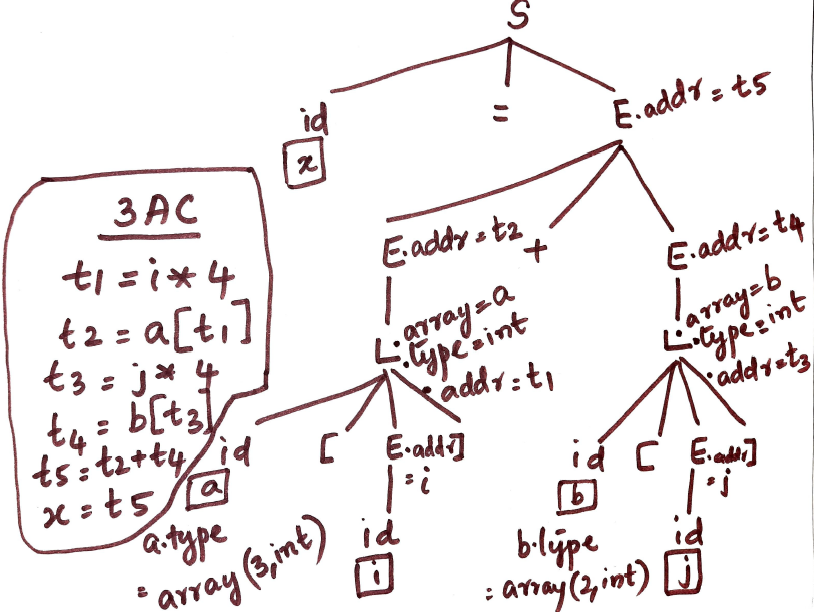 S
id = E.addr = t5
x
3AC
t1 = i * 4
t2 = a[t1]
t3 = j * 4
t4 = b[t3]
t5 = t2 + t4
x = t5
E.addr = t2 + E.addr = t4
L .array = a
.type = int
.addr = t1
L .array = b
.type = int
.addr = t3
id [ E.addr ]
= i
a
a.type
= array(3, int)
id
i
id [ E.addr ]
= j
b
b.type
= array(2, int)
id
j